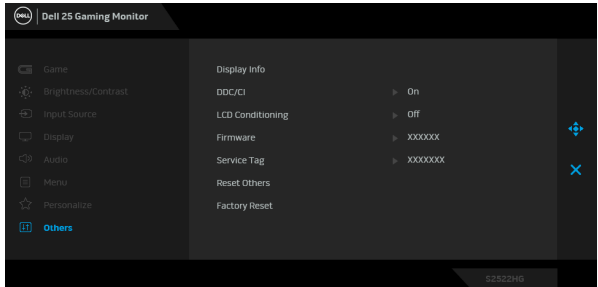 DELL
Dell 25 Gaming Monitor
Game
Brightness/Contrast
Input Source
Display
Audio
Menu
Personalize
Others
Display Info
DDC/CI On
LCD Conditioning Off
Firmware XXXXXX
Service Tag XXXXXXX
Reset Others
Factory Reset
S2522HG